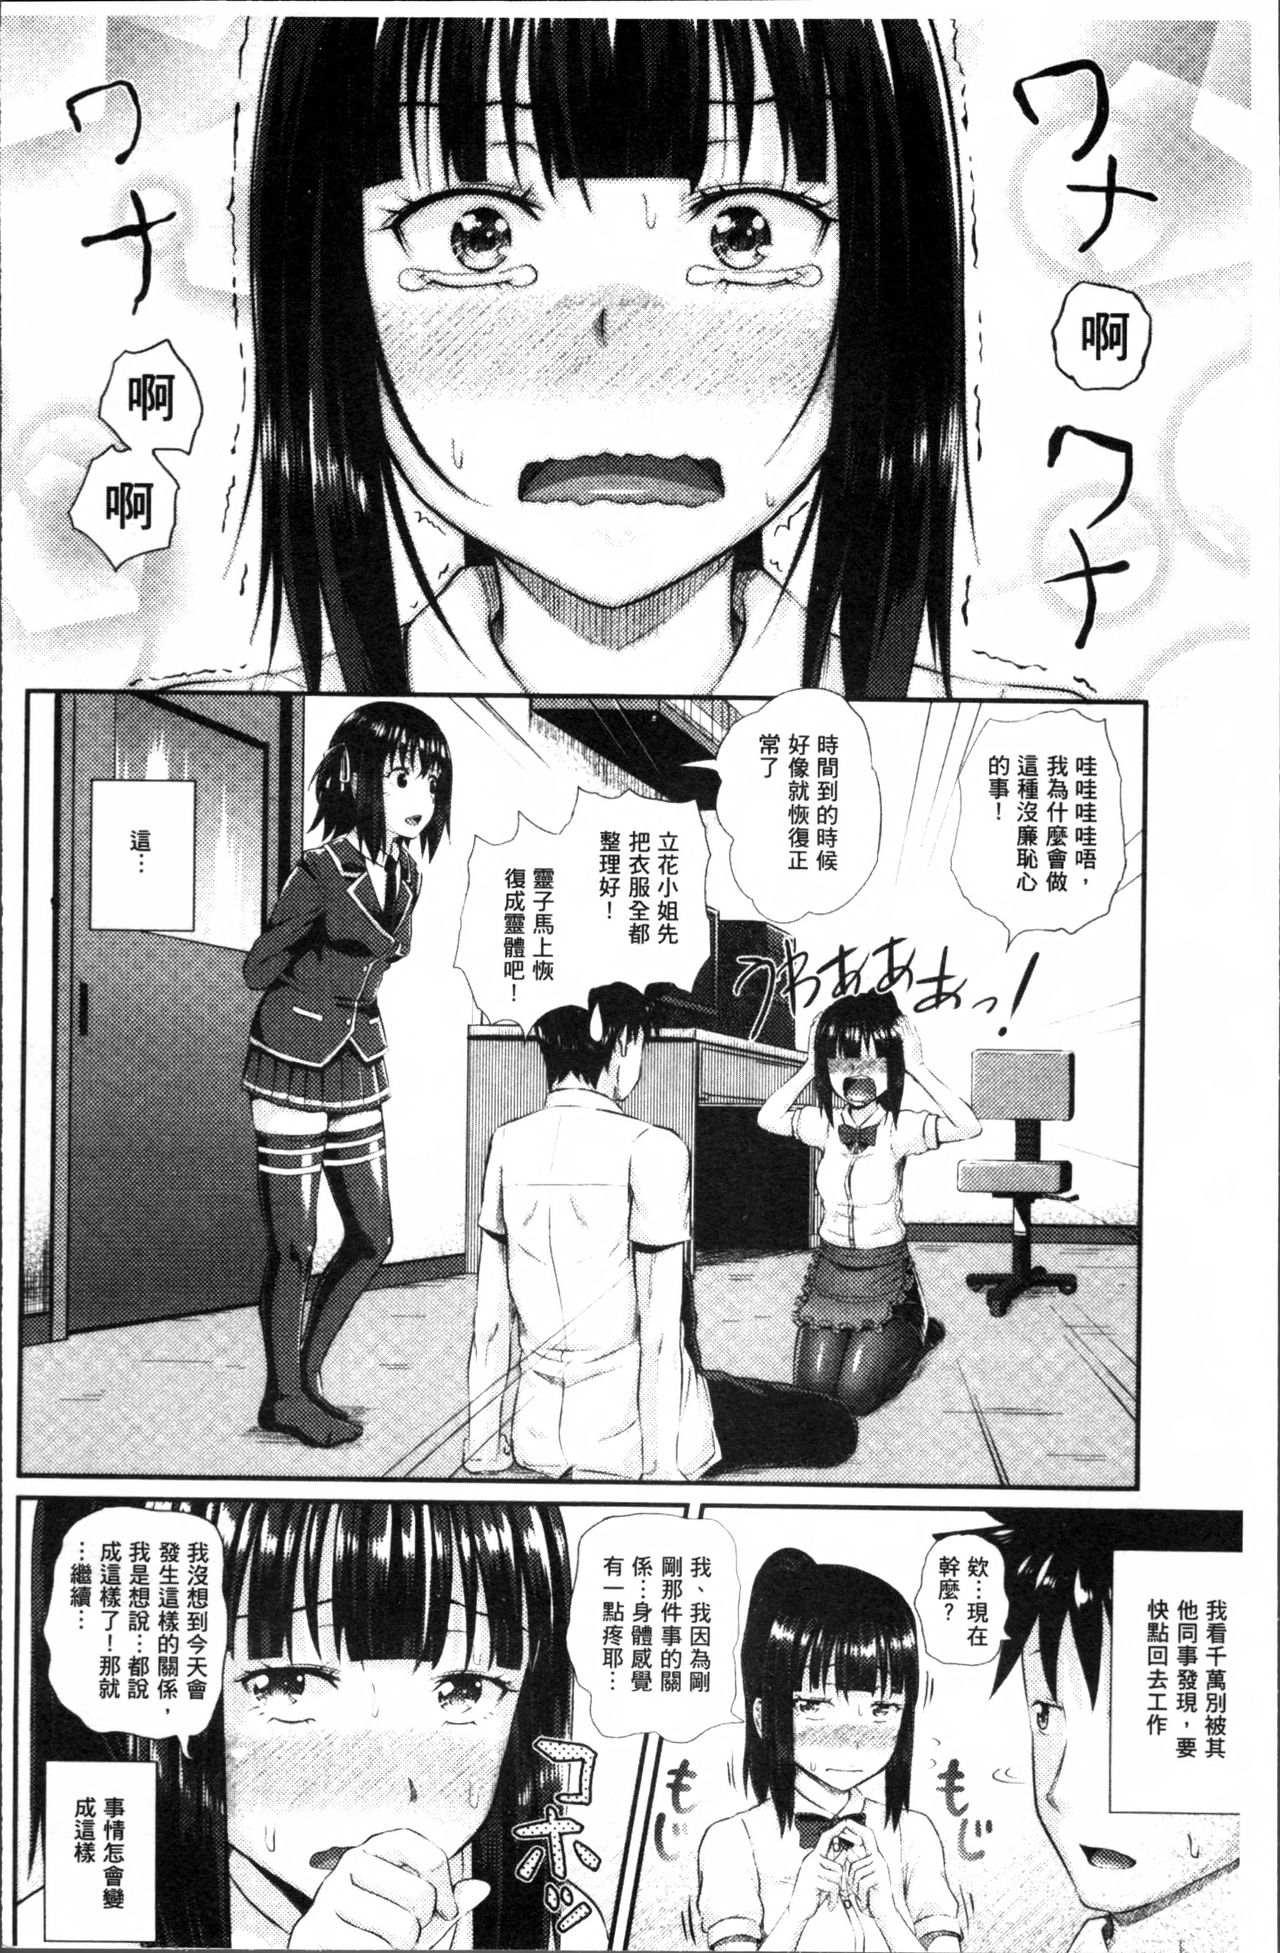 ワナ
啊
ワナ
ワナ
啊
啊
哇哇哇哇唔，
我為什麼會做
這種沒廉恥心
的事！
時間到的時候
好像就恢復正
常了
うわあああっ！
立花小姐先
把衣服全都
整理好！
靈子馬上恢
復成靈體吧！
這…
我看千萬別被其
他同事發現，要
快點回去工作
欸…現在
幹麼？
もじ
もじ
我、我因為剛
剛那件事的關
係…身體感覺
有一點疼耶…
コホッ
我沒想到今天會
發生這樣的關係，
我是想說…都說
成這樣了！那就
…繼續…
事情怎會變
成這樣